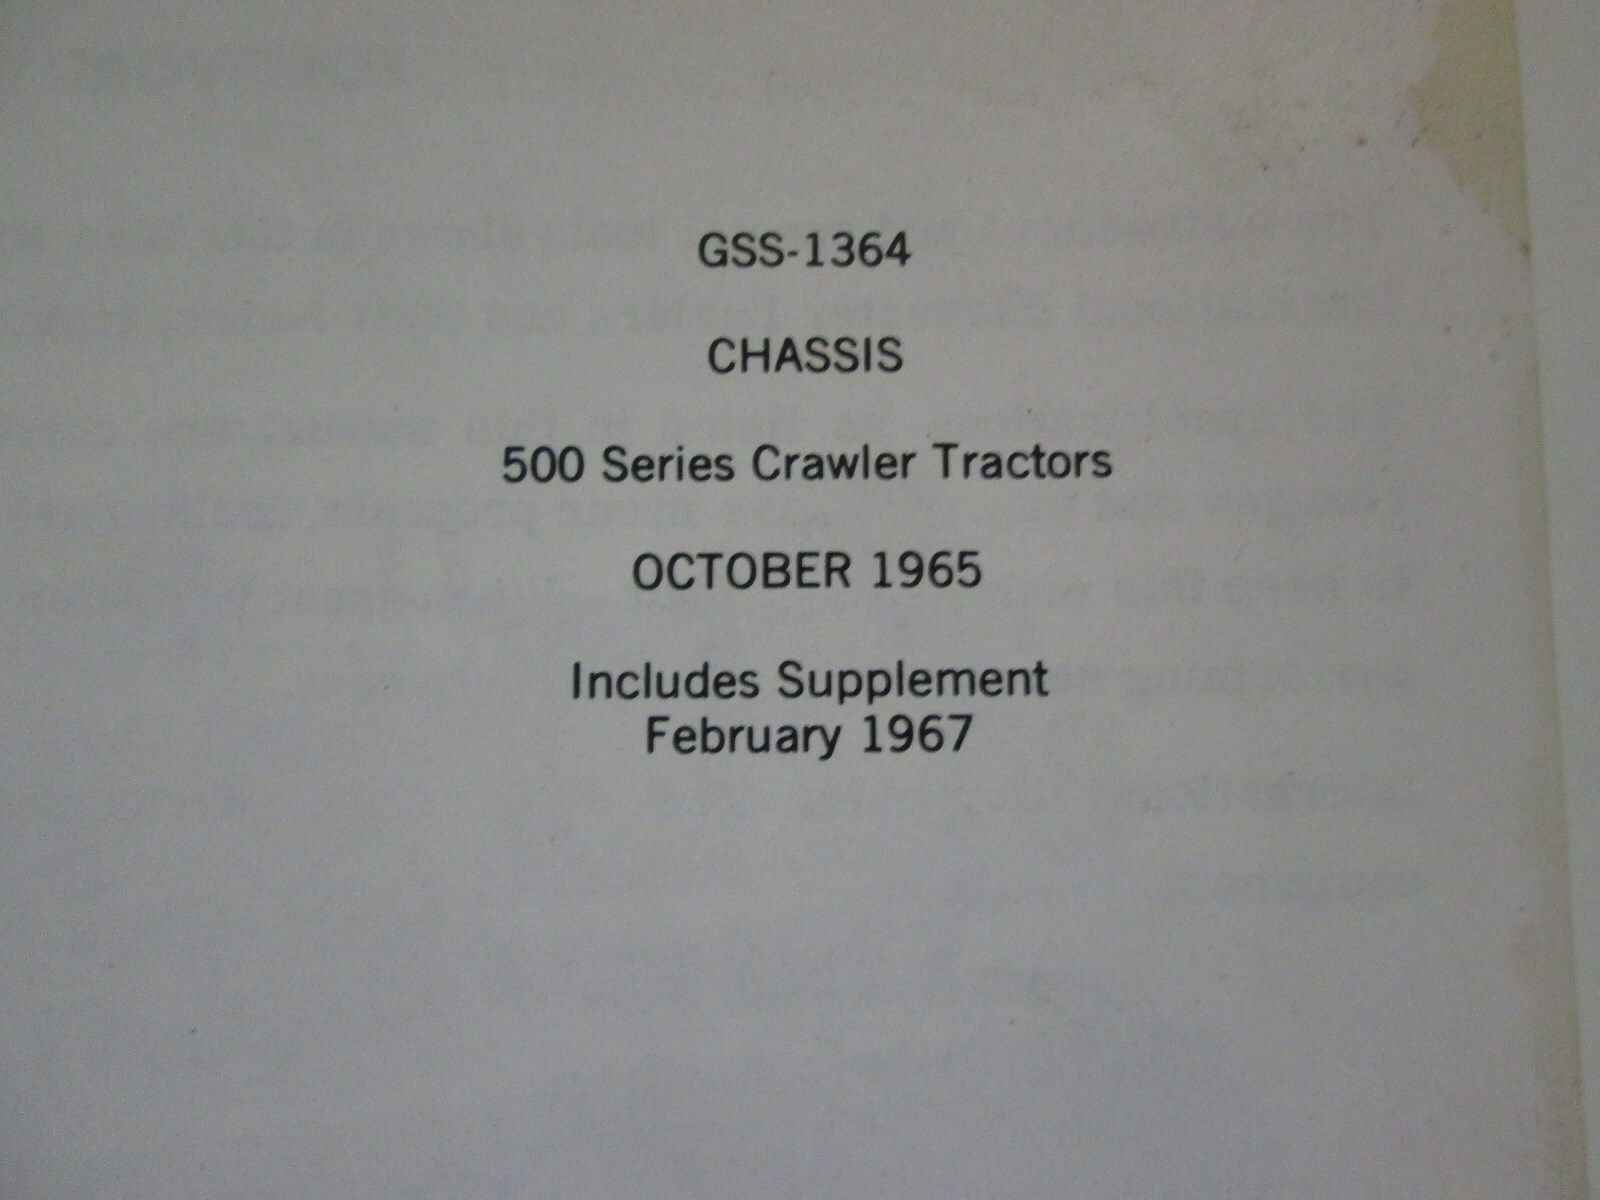 GSS-1364
CHASSIS
500 Series Crawler Tractors
OCTOBER 1965
Includes Supplement
February 1967